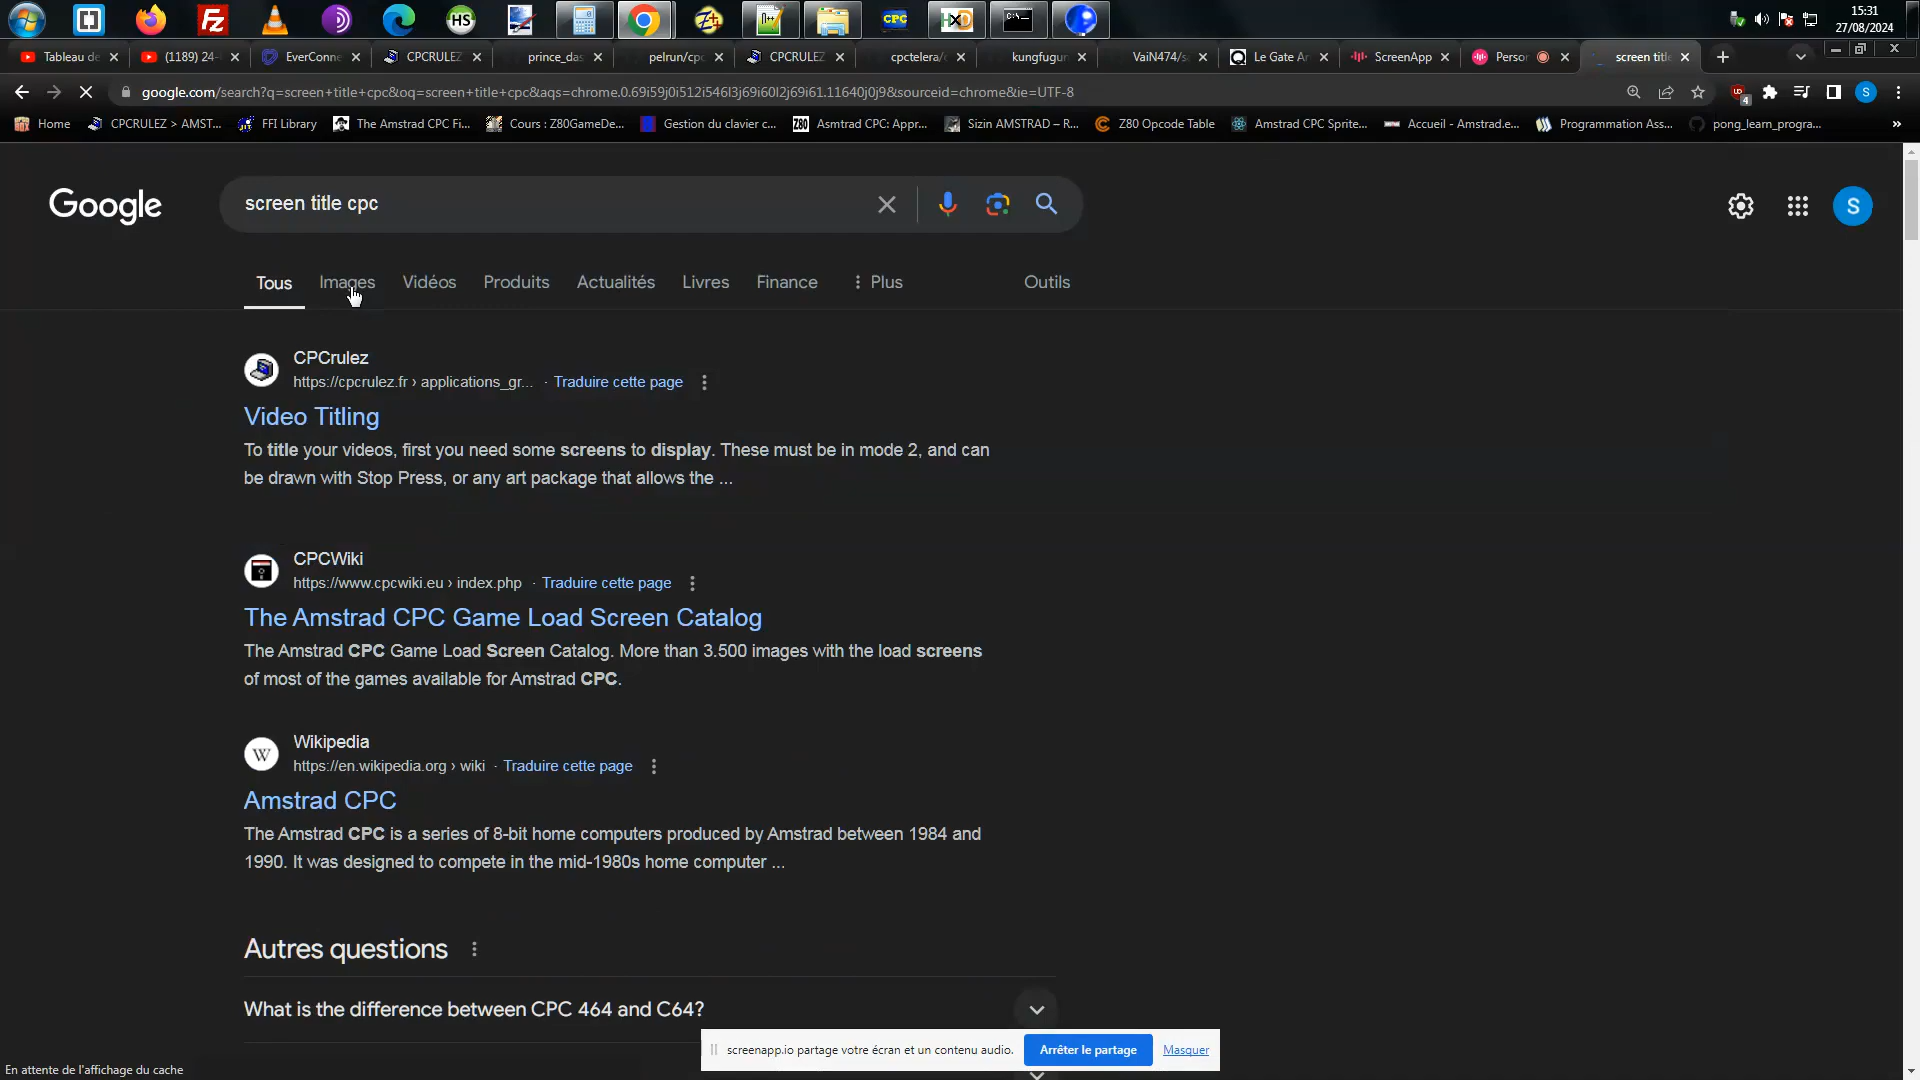 HS
CPC
15:31
27/08/2024
Tableau de
(1189) 24-
EverConne
CPCRULEZ
prince_das
pelrun/cpc
CPCRULEZ
cpctelera/c
kungfugur
VaiN474/s
Le Gate Ar
ScreenApp
Perso
screen title
google.com/search?q=screen+title+cpc&oq=screen+title+cpc&aqs=chrome.0.69i59j0i512i546l3j69i60l2j69i61.11640j0j9&sourceid=chrome&ie=UTF-8
4
S
Home
CPCRULEZ > AMST...
FFI Library
The Amstrad CPC Fi...
Cours : Z80GameDe...
Gestion du clavier c...
Asmtrad CPC: Appr...
Sizin AMSTRAD – R...
Z80 Opcode Table
Amstrad CPC Sprite...
Accueil - Amstrad.e...
Programmation Ass...
pong_learn_progra...
»
Google
screen title cpc
S
Tous
Images
Vidéos
Produits
Actualités
Livres
Finance
Plus
Outils
CPCrulez
https://cpcrulez.fr › applications_gr... · Traduire cette page
Video Titling
To title your videos, first you need some screens to display. These must be in mode 2, and can
be drawn with Stop Press, or any art package that allows the ...
CPCWiki
https://www.cpcwiki.eu › index.php · Traduire cette page
The Amstrad CPC Game Load Screen Catalog
The Amstrad CPC Game Load Screen Catalog. More than 3.500 images with the load screens
of most of the games available for Amstrad CPC.
W
Wikipedia
https://en.wikipedia.org › wiki · Traduire cette page
Amstrad CPC
The Amstrad CPC is a series of 8-bit home computers produced by Amstrad between 1984 and
1990. It was designed to compete in the mid-1980s home computer ...
Autres questions
What is the difference between CPC 464 and C64?
screenapp.io partage votre écran et un contenu audio.
Arrêter le partage
Masquer
En attente de l'affichage du cache